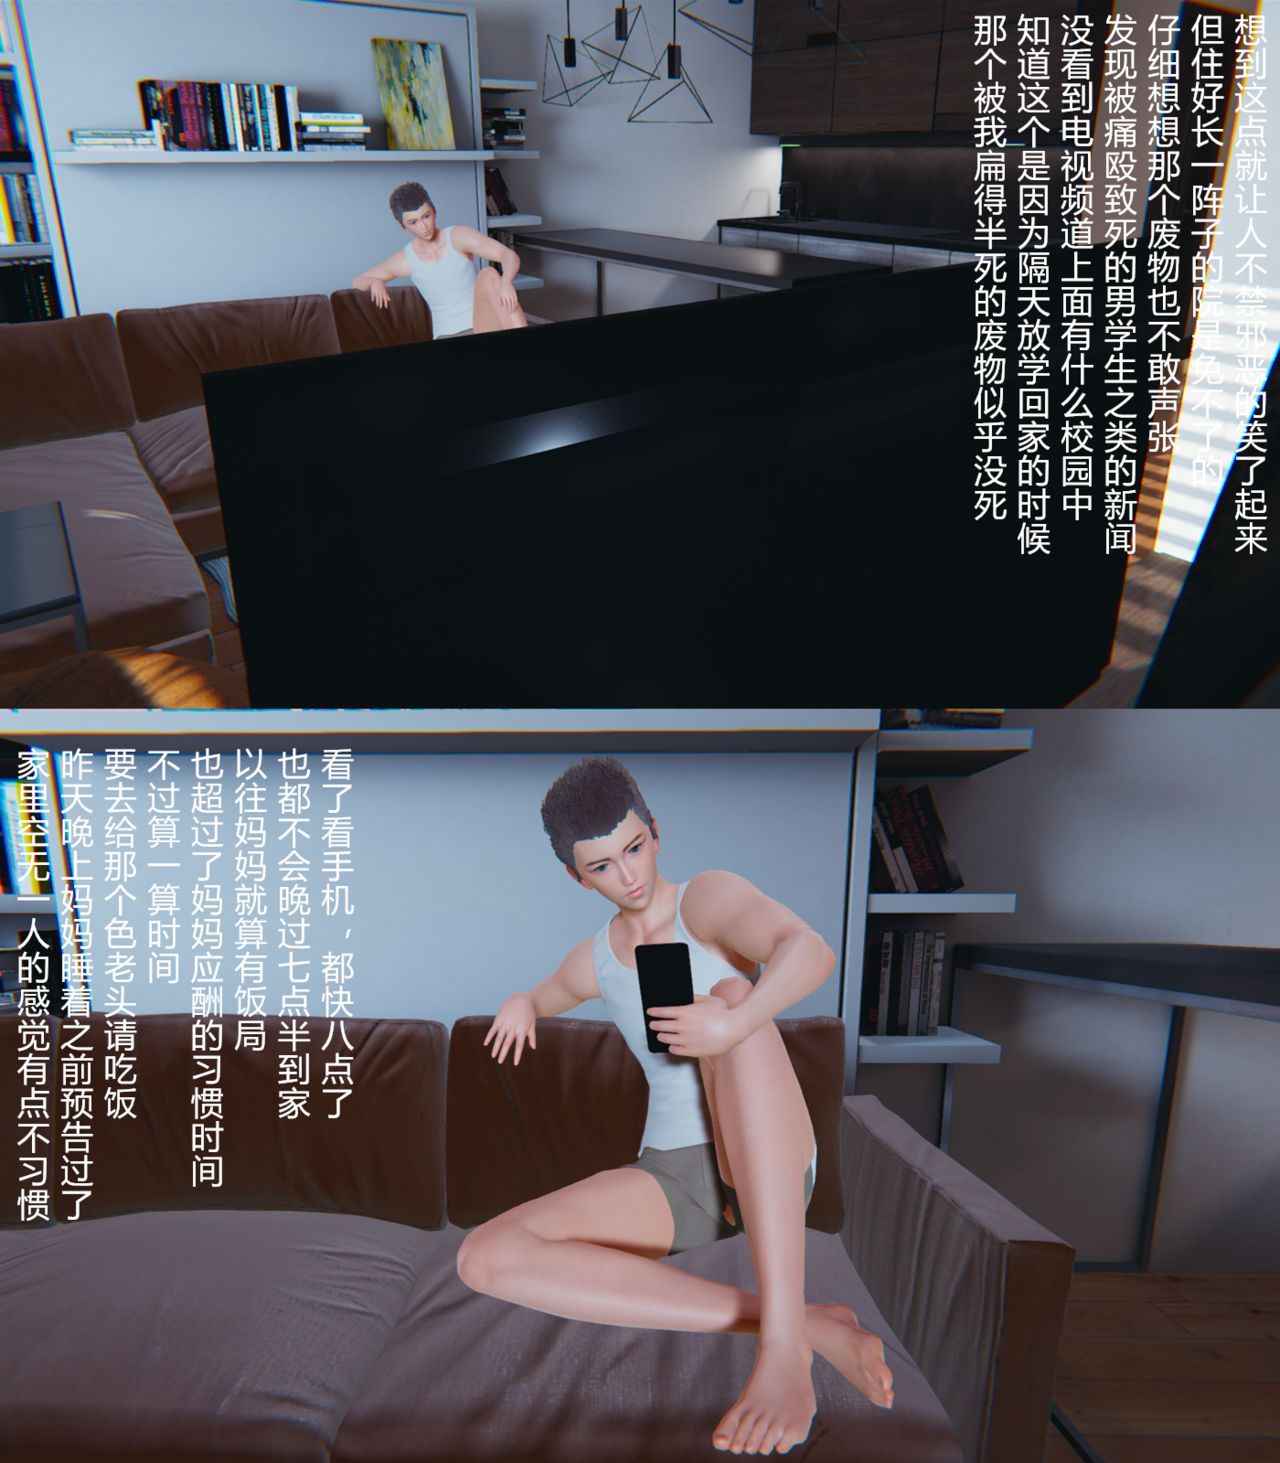 那个被我扁得半死的废物似乎没死
知道这个是因为隔天放学回家的时候
没看到电视频道上面有什么校园中
发现被痛殴致死的男学生之类的新闻
仔细想想那个废物也不敢声张
但住好长一阵子的院是免不了的
想到这点就让人不禁邪恶的笑了起来
家里空无一人的感觉有点不习惯
昨天晚上妈妈睡着之前预告过了
要去给那个色老头请吃饭
不过算一算时间
也超过了妈妈应酬的习惯时间
以往妈妈就算有饭局
也都不会晚过七点半到家
看了看手机，都快八点了